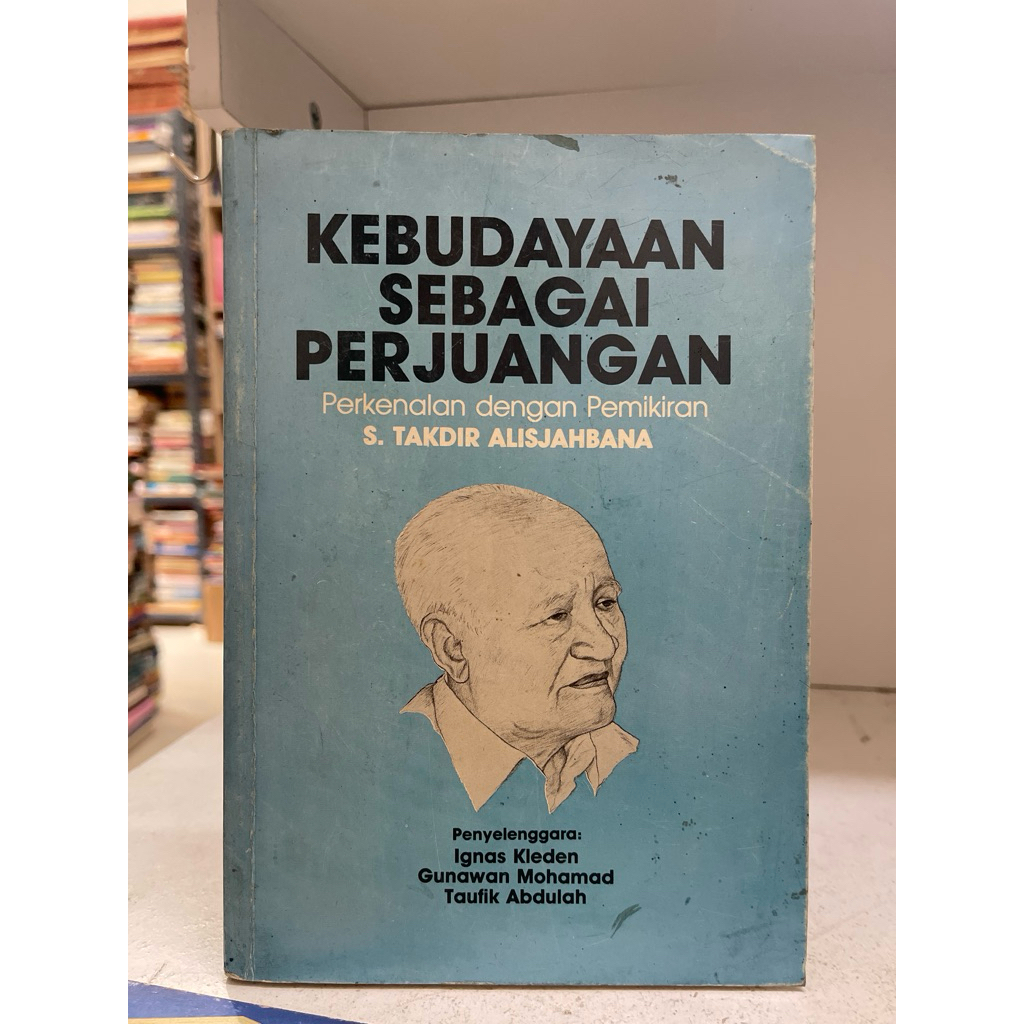 KEBUDAYAAN
SEBAGAI
PERJUANGAN
Perkenalan dengan Pemikiran
S. TAKDIR ALISJAHBANA
Penyelenggara:
Ignas Kleden
Gunawan Mohamad
Taufik Abdulah